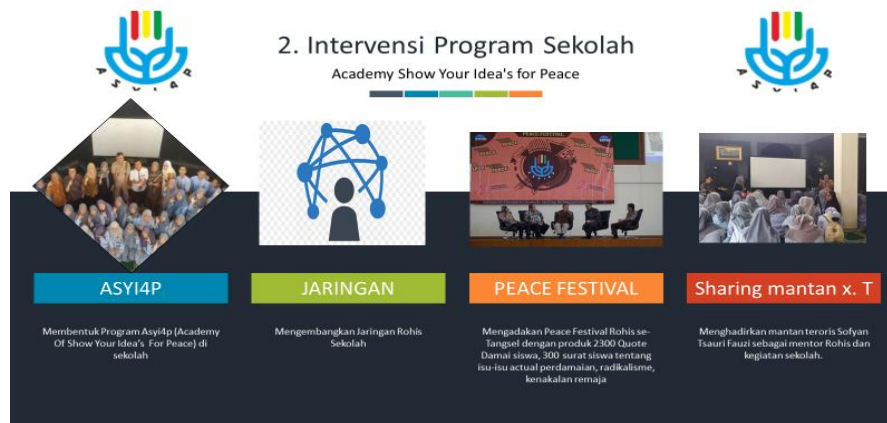 ASYI4P
ASYI4P
2. Intervensi Program Sekolah
Academy Show Your Idea's for Peace
PEACE FESTIVAL
ASYI4P
JARINGAN
PEACE FESTIVAL
Sharing mantan x. T
Membentuk Program Asyi4p (Academy
Of Show Your Idea's For Peace) di
sekolah
Mengembangkan Jaringan Rohis
Sekolah
Mengadakan Peace Festival Rohis se-
Tangsel dengan produk 2300 Quote
Damai siswa, 300 surat siswa tentang
isu-isu actual perdamaian, radikalisme,
kenakalan remaja
Menghadirkan mantan teroris Sofyan
Tsauri Fauzi sebagai mentor Rohis dan
kegiatan sekolah.